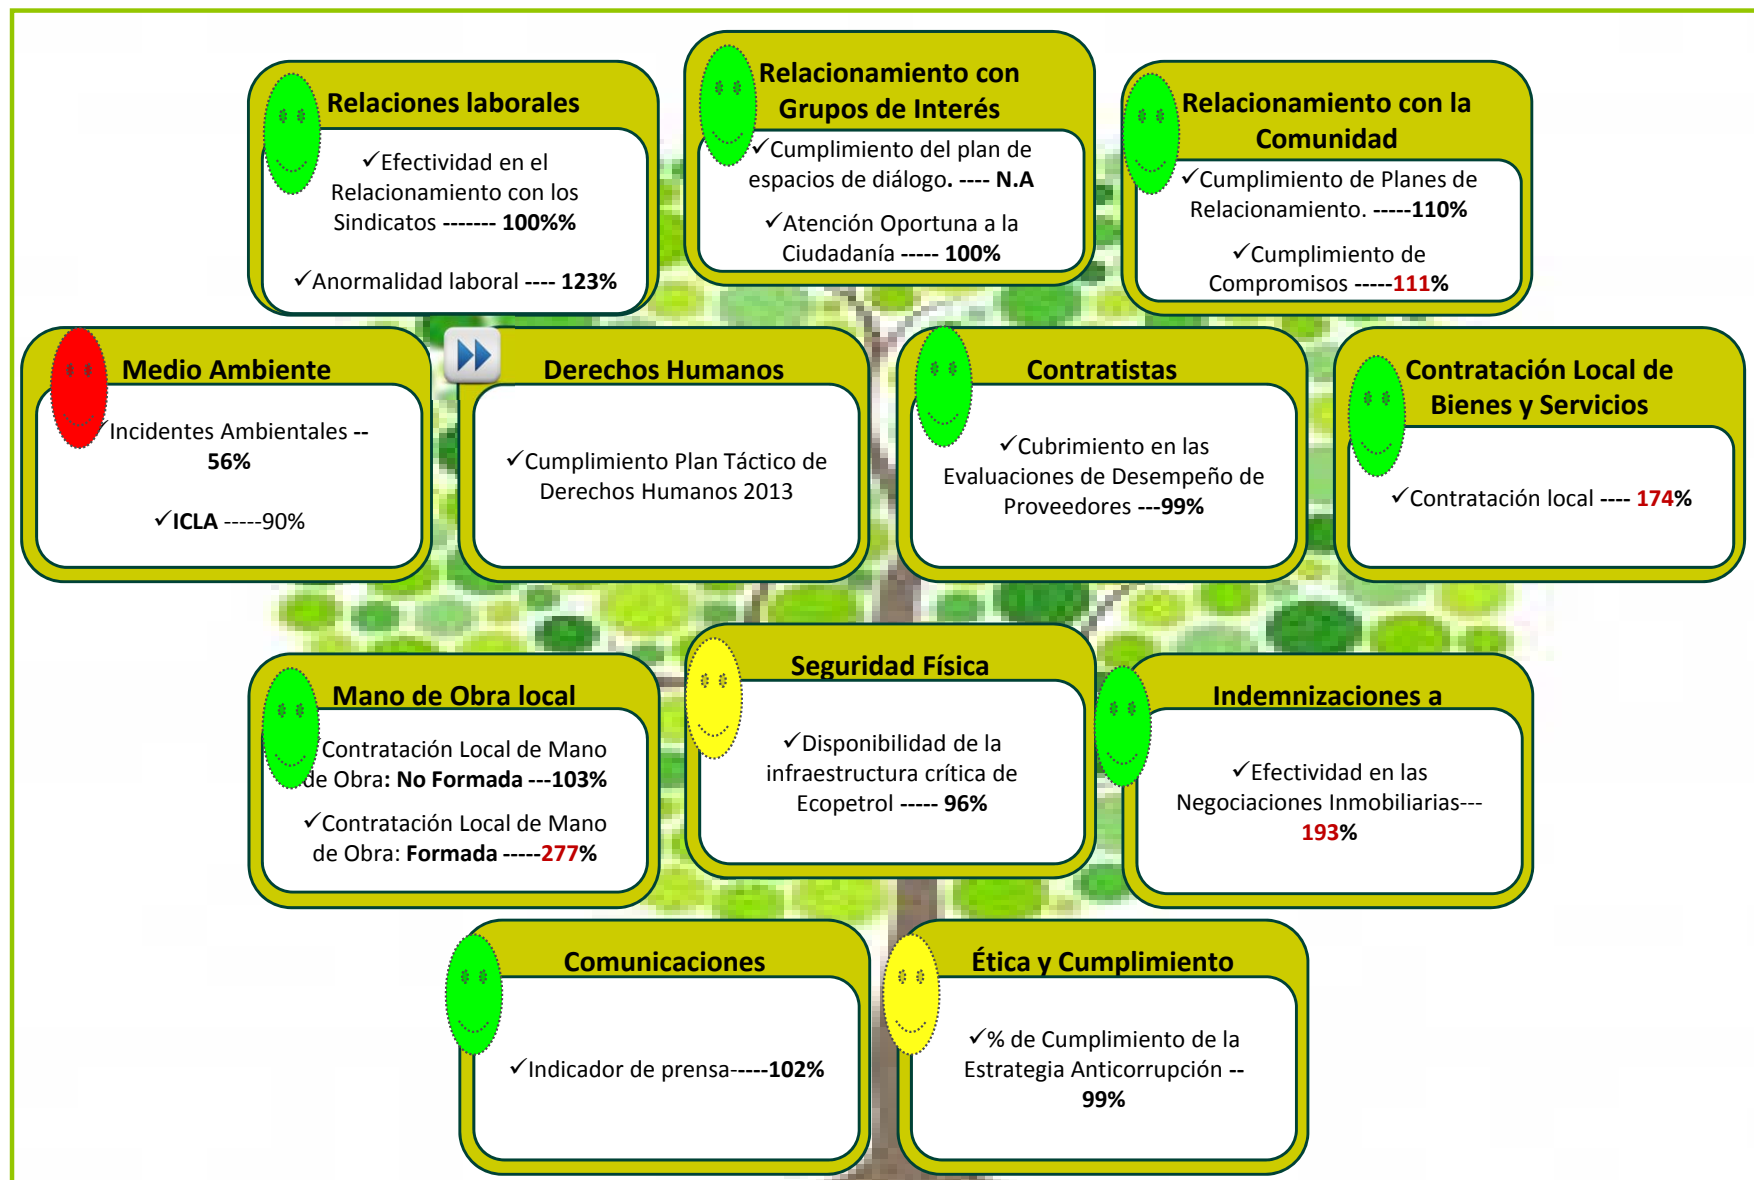 Relaciones laborales
✓Efectividad en el
Relacionamiento con los
Sindicatos ------- 100%%
✓Anormalidad laboral ---- 123%
Relacionamiento con
Grupos de Interés
✓Cumplimiento del plan de
espacios de diálogo. ---- N.A
✓Atención Oportuna a la
Ciudadanía ----- 100%
Relacionamiento con la
Comunidad
✓Cumplimiento de Planes de
Relacionamiento. -----110%
✓Cumplimiento de
Compromisos -----111%
Medio Ambiente
✓Incidentes Ambientales --
56%
✓ICLA -----90%
Derechos Humanos
✓Cumplimiento Plan Táctico de
Derechos Humanos 2013
Contratistas
✓Cubrimiento en las
Evaluaciones de Desempeño de
Proveedores ---99%
Contratación Local de
Bienes y Servicios
✓Contratación local ---- 174%
Mano de Obra local
Contratación Local de Mano
de Obra: No Formada ---103%
✓Contratación Local de Mano
de Obra: Formada -----277%
Seguridad Física
✓Disponibilidad de la
infraestructura crítica de
Ecopetrol ----- 96%
Indemnizaciones a
✓Efectividad en las
Negociaciones Inmobiliarias---
193%
Comunicaciones
✓Indicador de prensa-----102%
Ética y Cumplimiento
✓% de Cumplimiento de la
Estrategia Anticorrupción --
99%